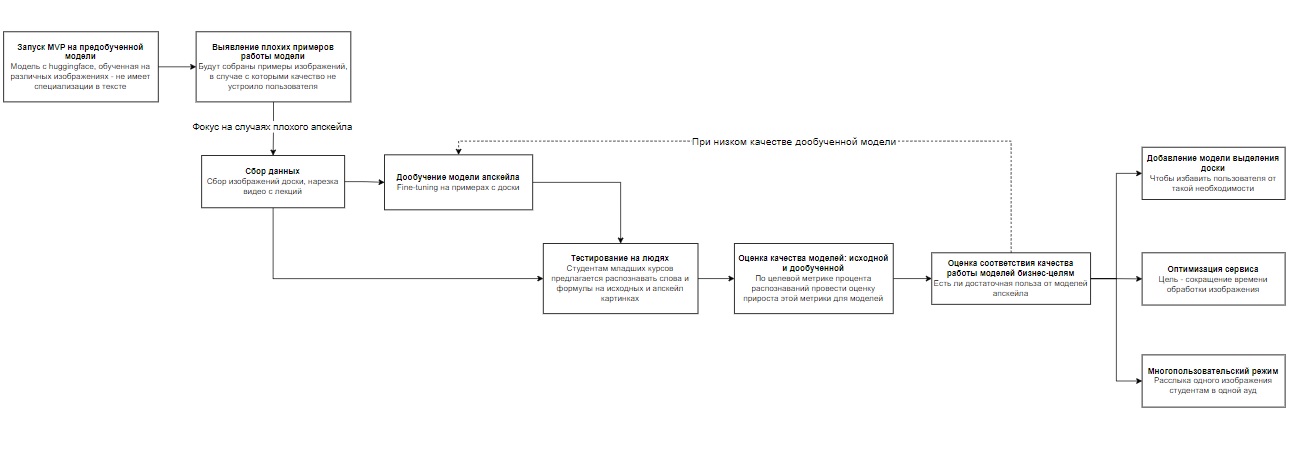 Запуск MVP на предобученной
модели
Модель с huggingface, обученная на
различных изображениях - не имеет
специализации в тексте
Выявление плохих примеров
работы модели
Будут собраны примеры изображений,
в случае с которыми качество не
устроило пользователя
Фокус на случаях плохого апскейла
Сбор данных
Сбор изображений доски, нарезка
видео с лекций
Дообучение модели апскейла
Fine-tuning на примерах с доски
При низком качестве дообученной модели
Тестирование на людях
Студентам младших курсов
предлагается распознавать слова и
формулы на исходных и апскейл
картинках
Оценка качества моделей: исходной
и дообученной
По целевой метрике процента
распознаваний провести оценку
прироста этой метрики для моделей
Оценка соответствия качества
работы моделей бизнес-целям
Есть ли достаточная польза от моделей
апскейла
Добавление модели выделения
доски
Чтобы избавить пользователя от
такой необходимости
Оптимизация сервиса
Цель - сокращение времени
обработки изображения
Многопользовательский режим
Расслыка одного изображения
студентам в одной ауд